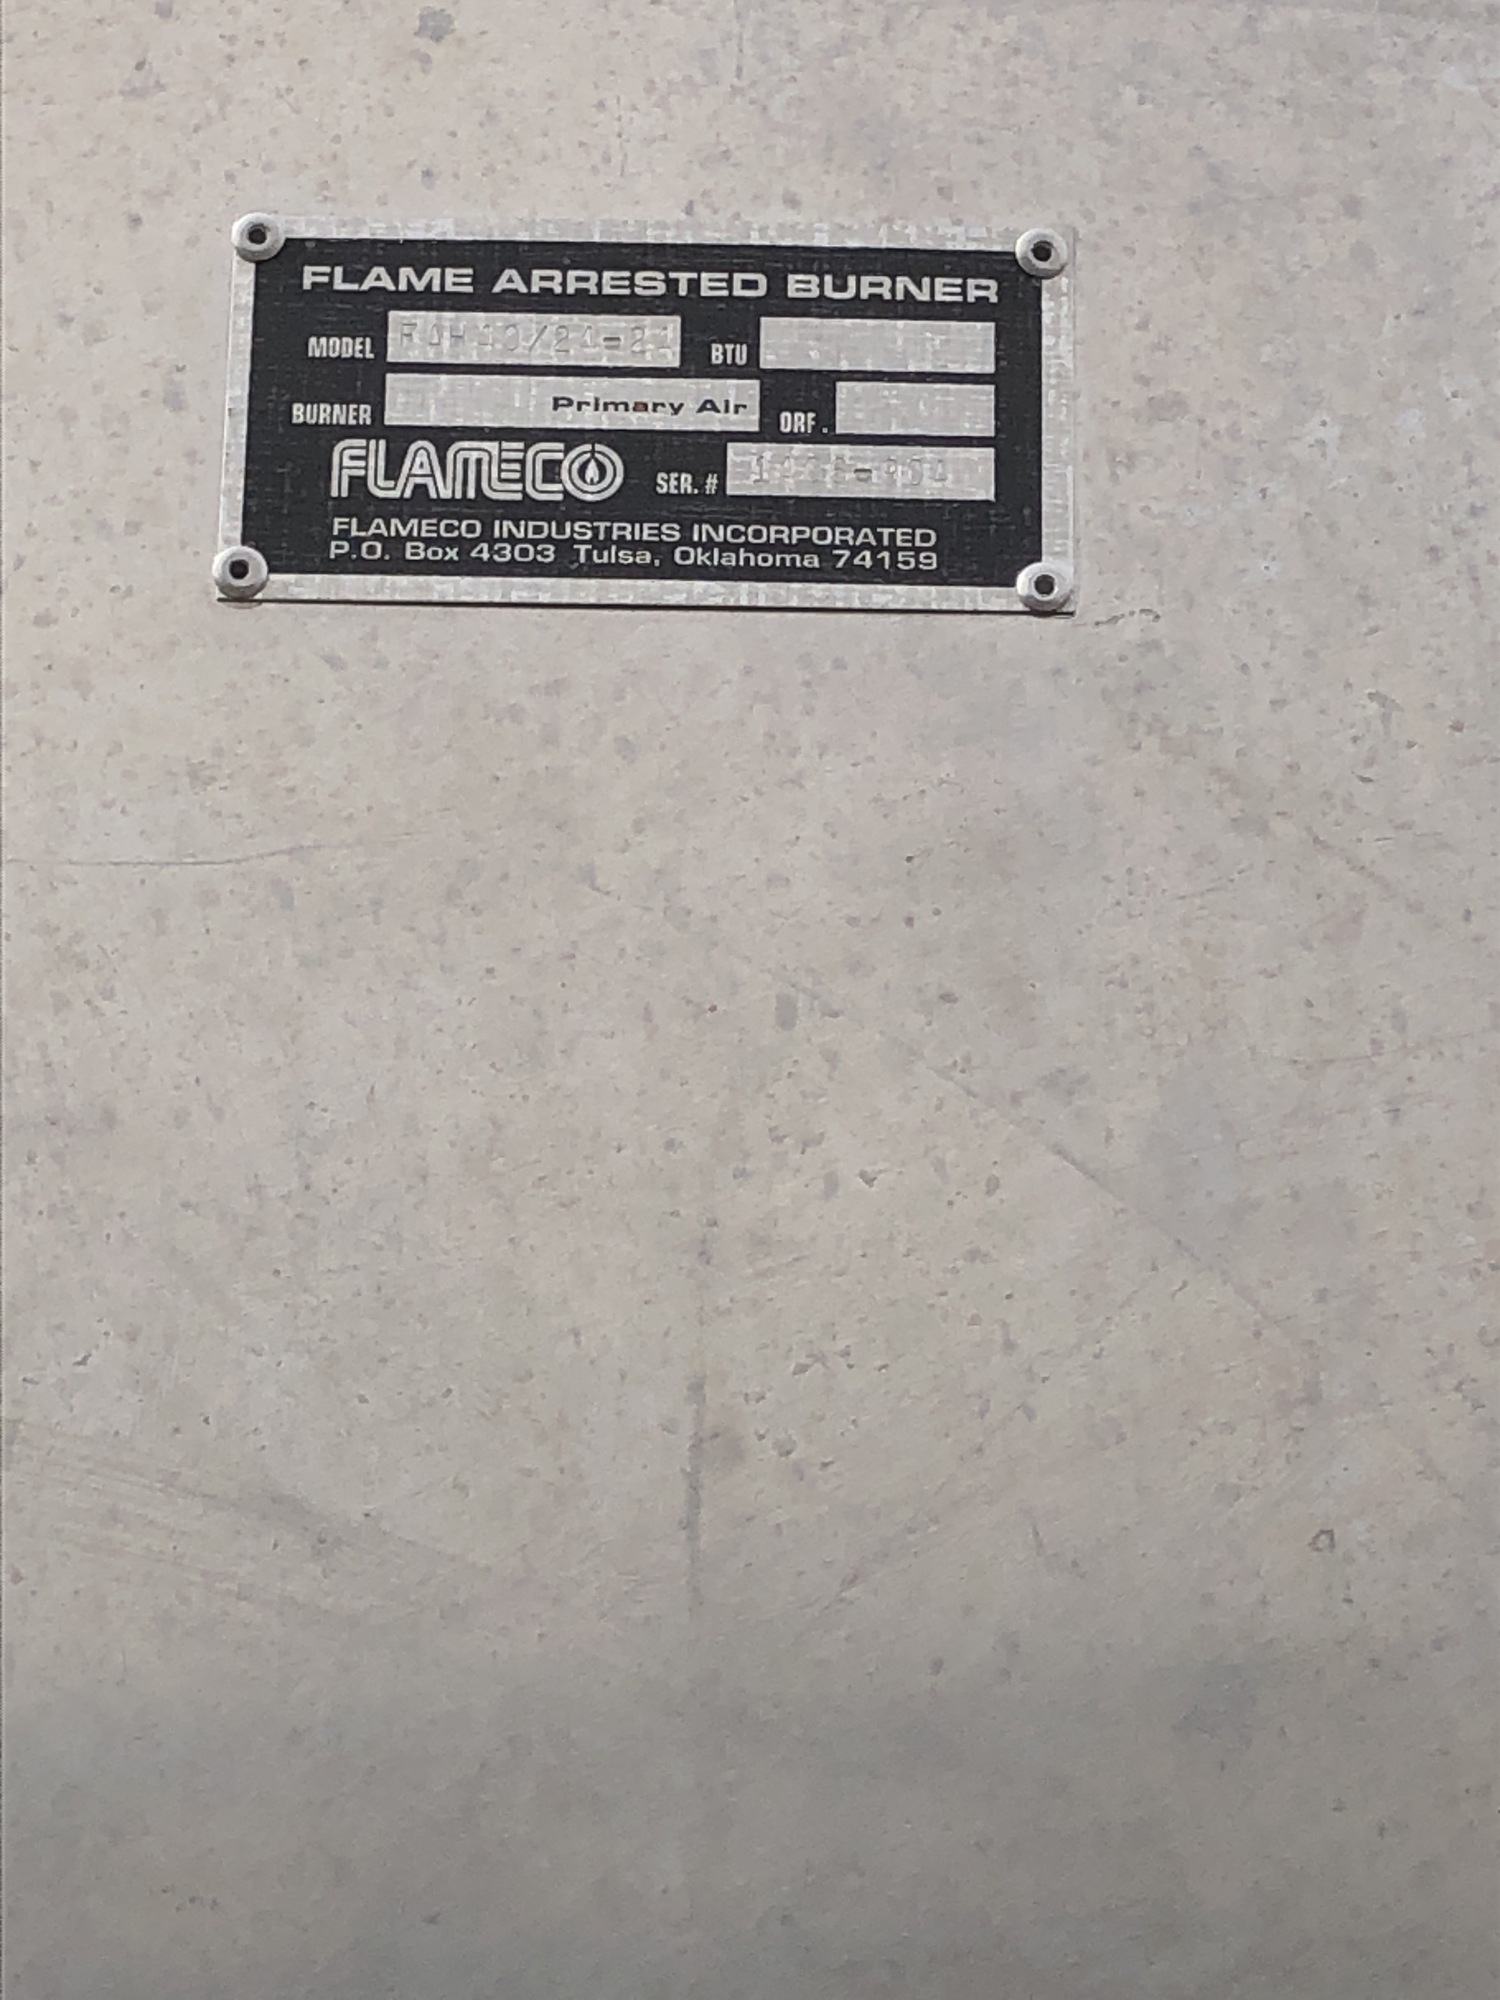 FLAME ARRESTED BURNER
MODEL BTU
BURNER Primary Air ORF.
FLAMECO SER. #
FLAMECO INDUSTRIES INCORPORATED
P.O. Box 4303 Tulsa, Oklahoma 74159